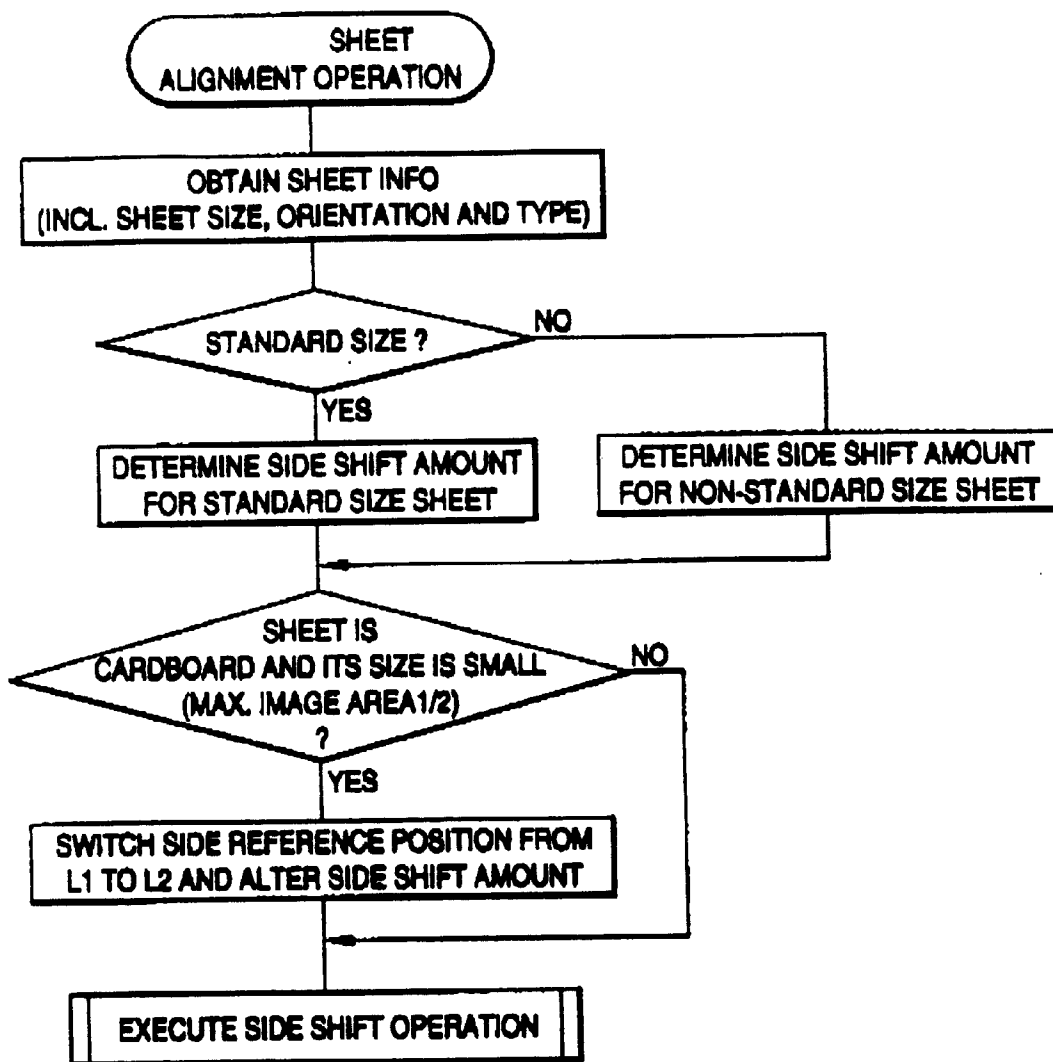 SHEET
ALIGNMENT OPERATION
OBTAIN SHEET INFO
(INCL. SHEET SIZE, ORIENTATION AND TYPE)
STANDARD SIZE ?
NO
YES
DETERMINE SIDE SHIFT AMOUNT
FOR STANDARD SIZE SHEET
DETERMINE SIDE SHIFT AMOUNT
FOR NON-STANDARD SIZE SHEET
SHEET IS
CARDBOARD AND ITS SIZE IS SMALL
(MAX. IMAGE AREA1/2)
?
NO
YES
SWITCH SIDE REFERENCE POSITION FROM
L1 TO L2 AND ALTER SIDE SHIFT AMOUNT
EXECUTE SIDE SHIFT OPERATION